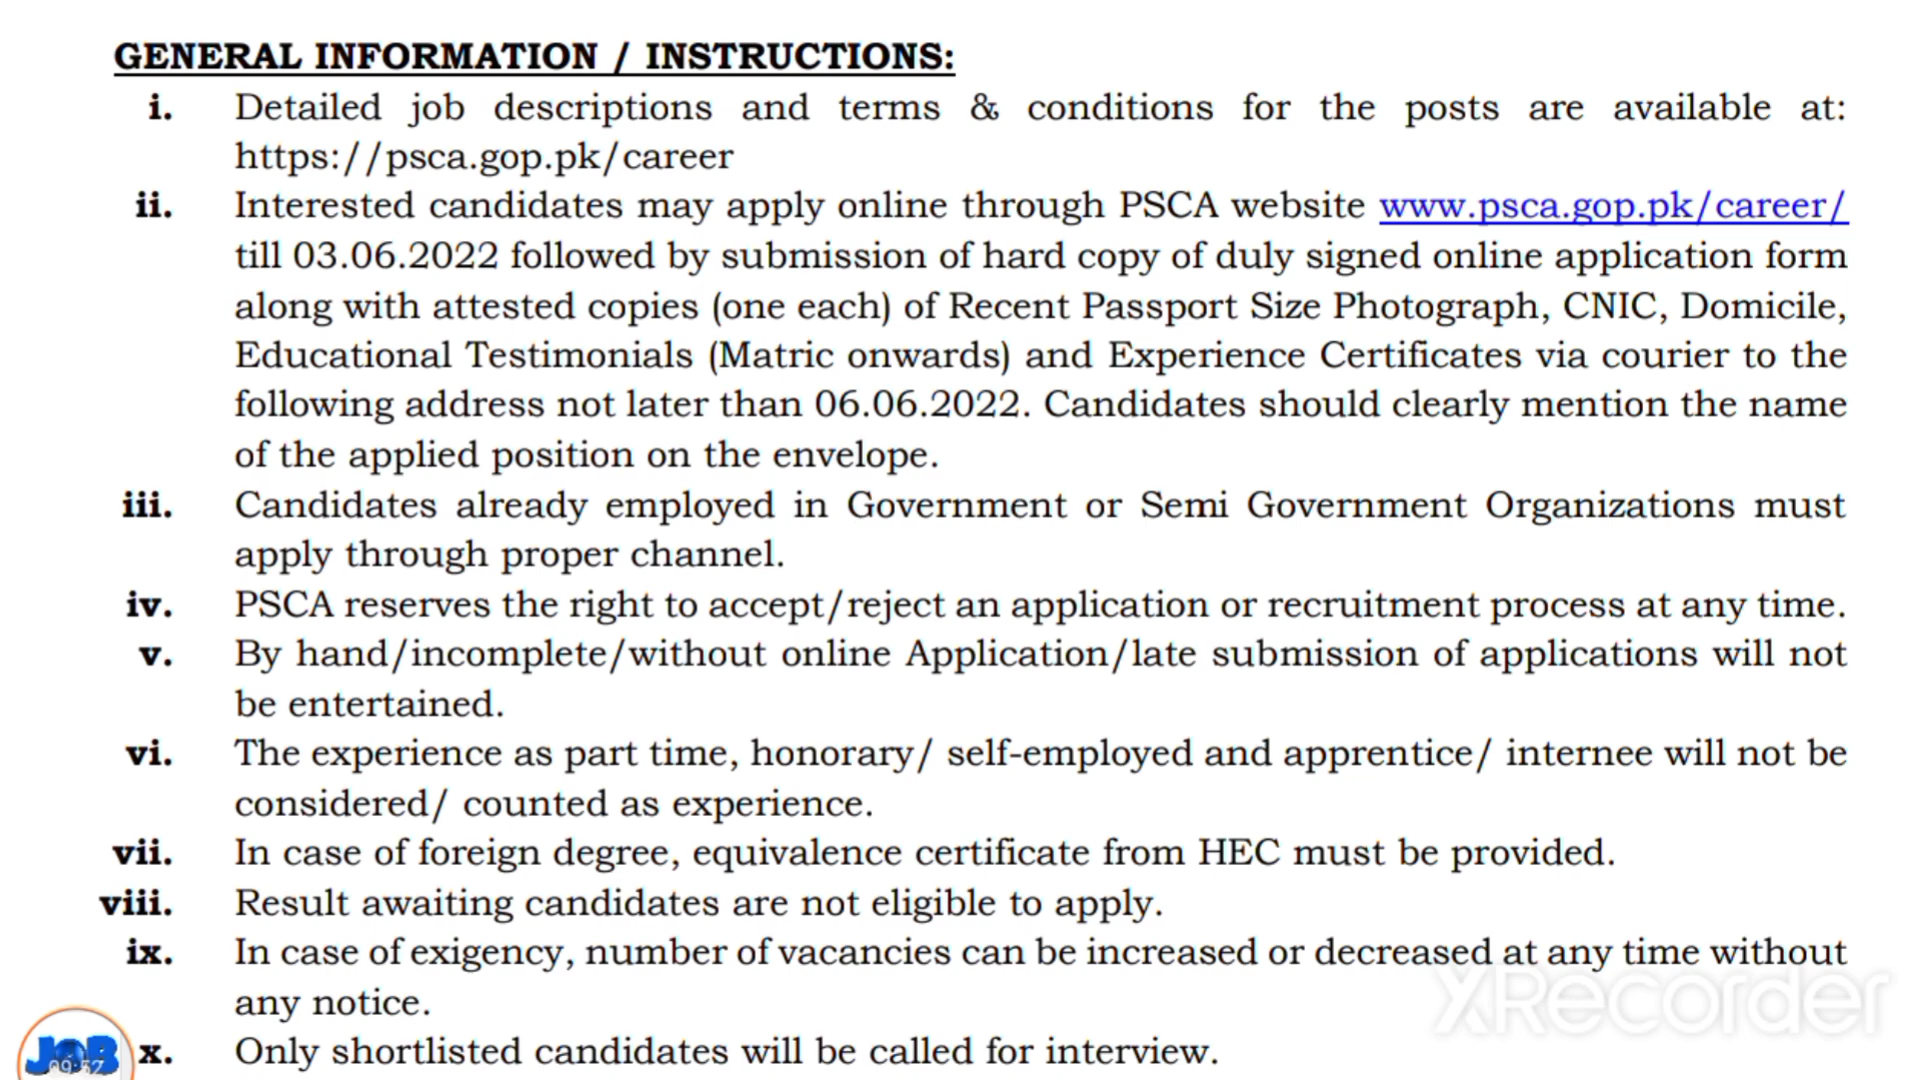 GENERAL INFORMATION / INSTRUCTIONS:
i. Detailed job descriptions and terms & conditions for the posts are available at:
https://psca.gop.pk/career
ii. Interested candidates may apply online through PSCA website www.psca.gop.pk/career/
till 03.06.2022 followed by submission of hard copy of duly signed online application form
along with attested copies (one each) of Recent Passport Size Photograph, CNIC, Domicile,
Educational Testimonials (Matric onwards) and Experience Certificates via courier to the
following address not later than 06.06.2022. Candidates should clearly mention the name
of the applied position on the envelope.
iii. Candidates already employed in Government or Semi Government Organizations must
apply through proper channel.
iv. PSCA reserves the right to accept/reject an application or recruitment process at any time.
v. By hand/incomplete/without online Application/late submission of applications will not
be entertained.
vi. The experience as part time, honorary/ self-employed and apprentice/ internee will not be
considered/ counted as experience.
vii. In case of foreign degree, equivalence certificate from HEC must be provided.
viii. Result awaiting candidates are not eligible to apply.
ix. In case of exigency, number of vacancies can be increased or decreased at any time without
any notice.
XRecorder
JOB
09:57
x. Only shortlisted candidates will be called for interview.